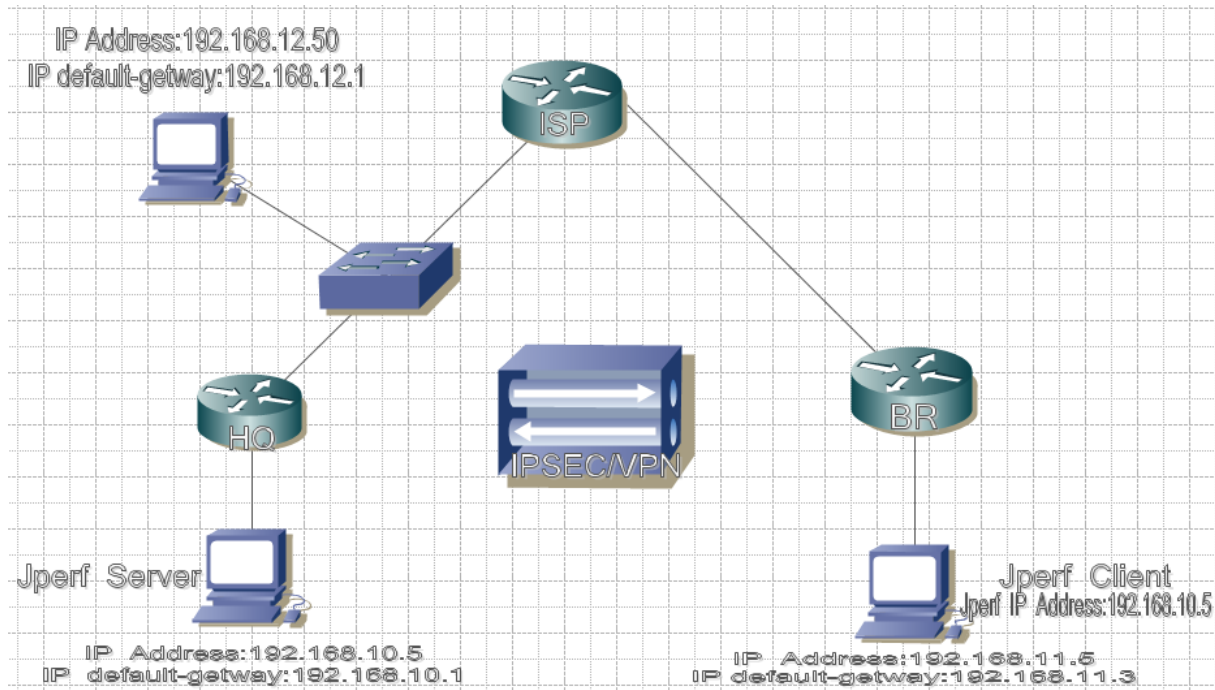 IP Address:192.168.12.50
IP default-getway:192.168.12.1
ISP
HQ
IPSEC/VPN
BR
Jperf Server
IP Address:192.168.10.5
IP default-getway:192.168.10.1
Jperf Client
Jperf IP Address:192.168.10.5
IP Address:192.168.11.5
IP default-getway:192.168.11.3